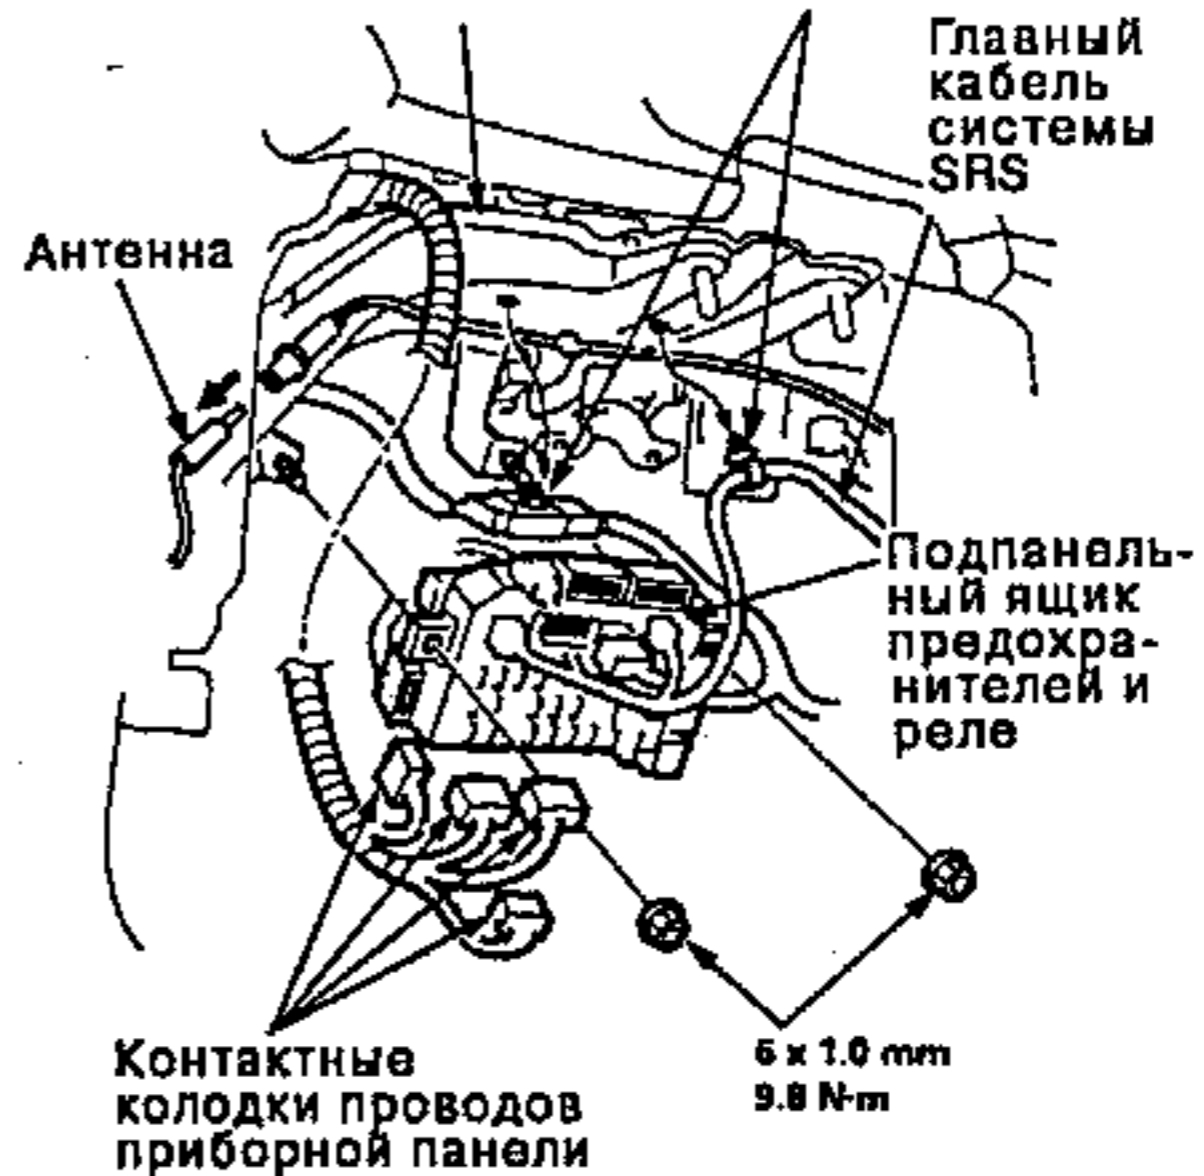 Главный
кабель
системы
SRS
Антенна
Подпанель-
ный ящик
предохра-
нителей и
реле
6 x 1.0 mm
9.8 N·m
Контактные
колодки проводов
приборной панели